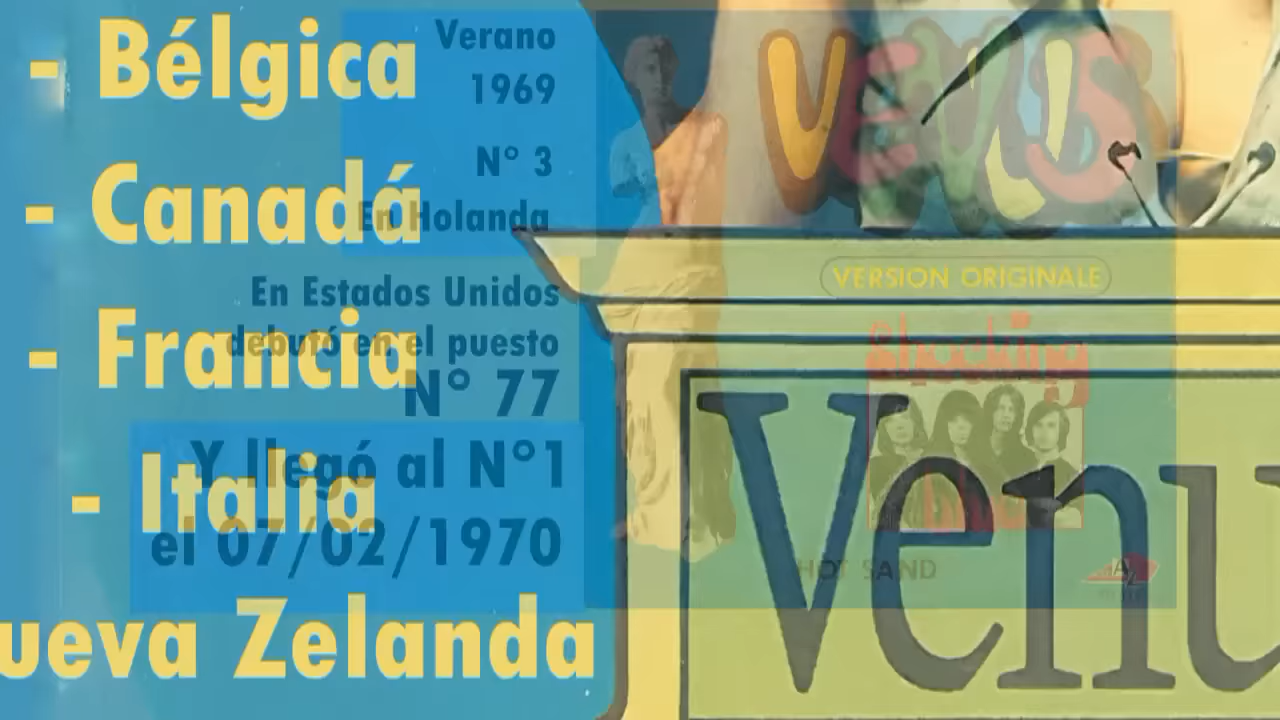 - Bélgica
- Canadá
- Francia
- Italia
ueva Zelanda
Verano
1969
N° 3
En Holanda
En Estados Unidos
debutó en el puesto
N° 77
Y llegó al N°1
el 07/02/1970
VENUS
VERSION ORIGINALE
Shocking
Blue
HOT SAND
Venu